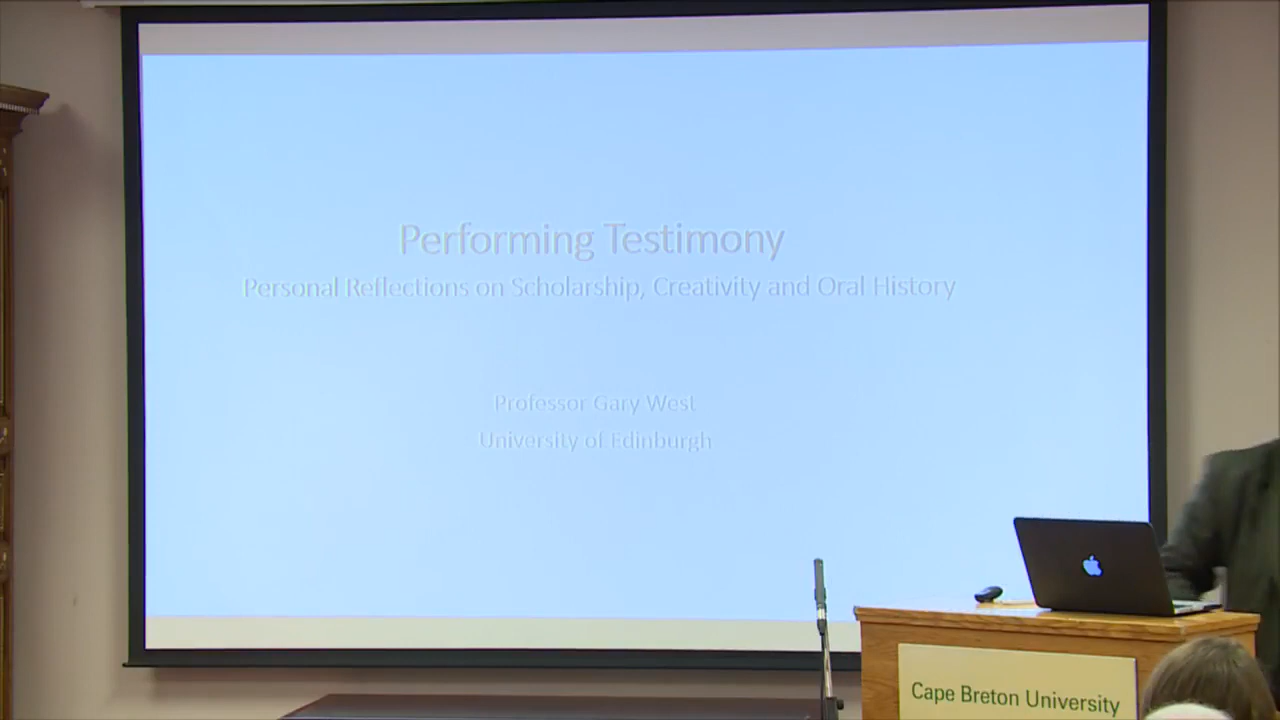 Performing Testimony
Personal Reflections on Scholarship, Creativity and Oral History
Professor Gary West
University of Edinburgh
Cape Breton University